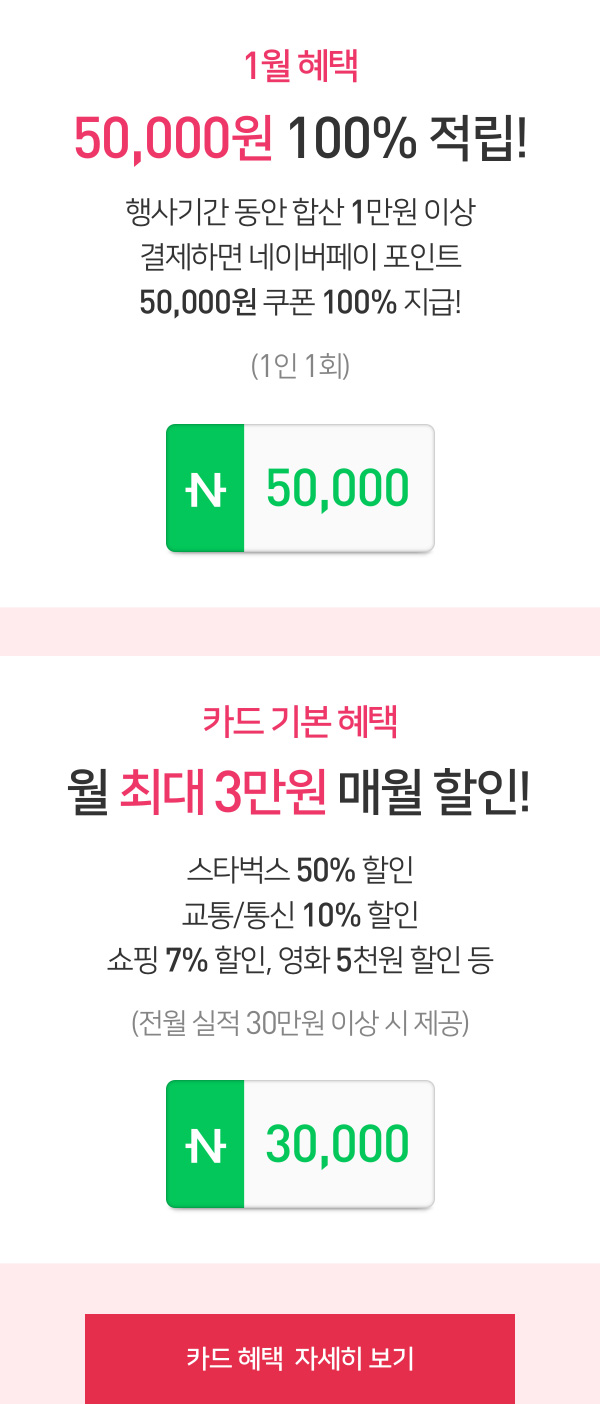 1월 혜택
50,000원 100% 적립!
행사기간 동안 합산 1만원 이상
결제하면 네이버페이 포인트
50,000원 쿠폰 100% 지급!
(1인 1회)
N 50,000
카드 기본 혜택
월 최대 3만원 매월 할인!
스타벅스 50% 할인
교통/통신 10% 할인
쇼핑 7% 할인, 영화 5천원 할인 등
(전월 실적 30만원 이상 시 제공)
N 30,000
카드 혜택 자세히 보기